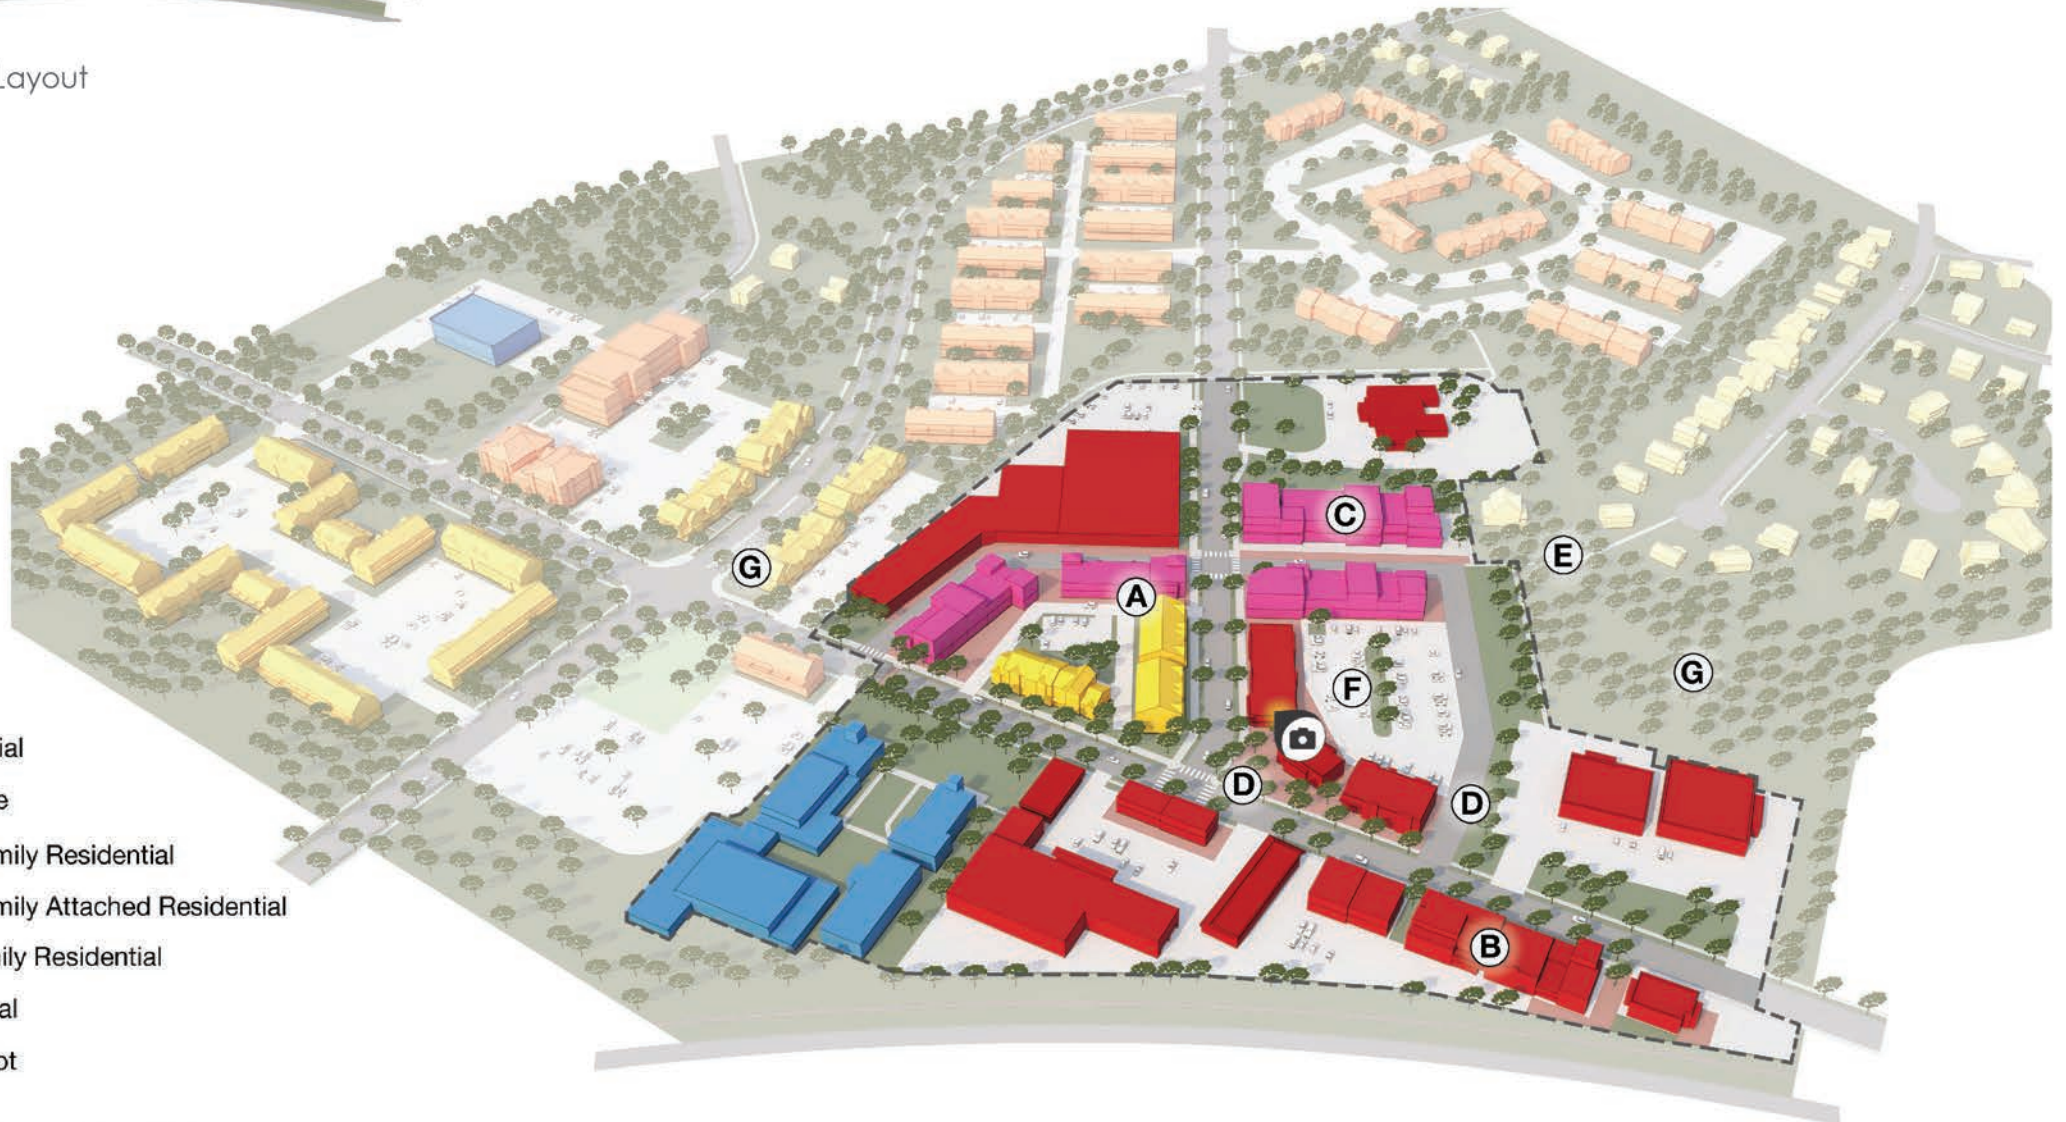 Layout
C
G
E
A
G
F
D
D
ial
e
mily Residential
mily Attached Residential
ily Residential
B
al
ot